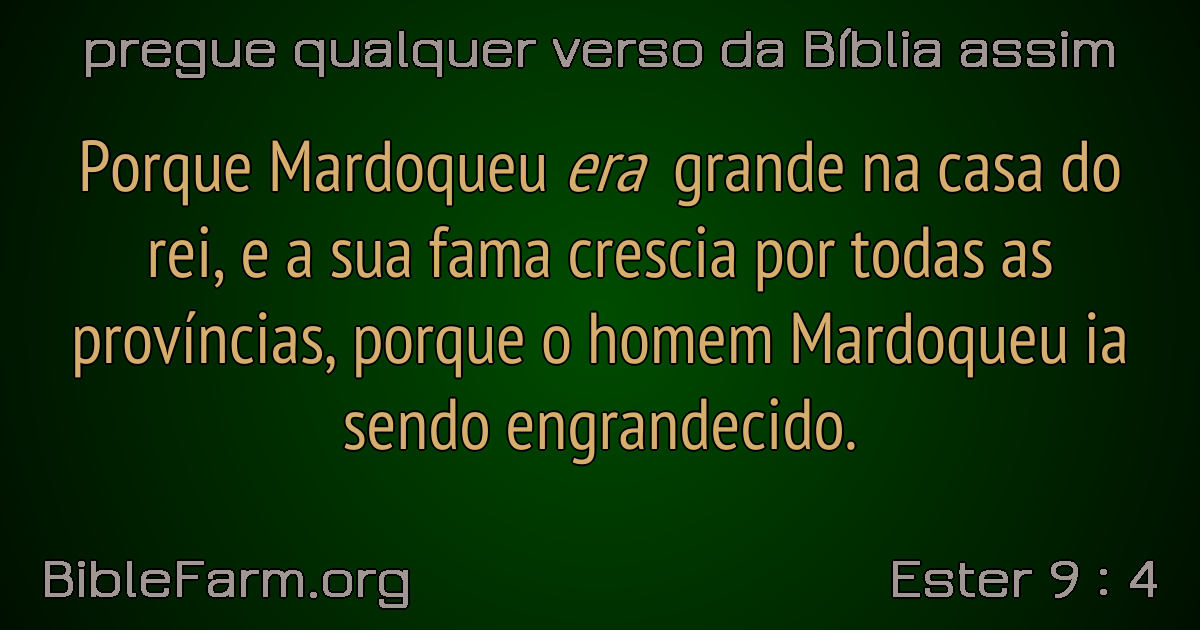 pregue qualquer verso da Bíblia assim
Porque Mardoqueu era grande na casa do
rei, e a sua fama crescia por todas as
províncias, porque o homem Mardoqueu ia
sendo engrandecido.
BibleFarm.org
Ester 9 : 4